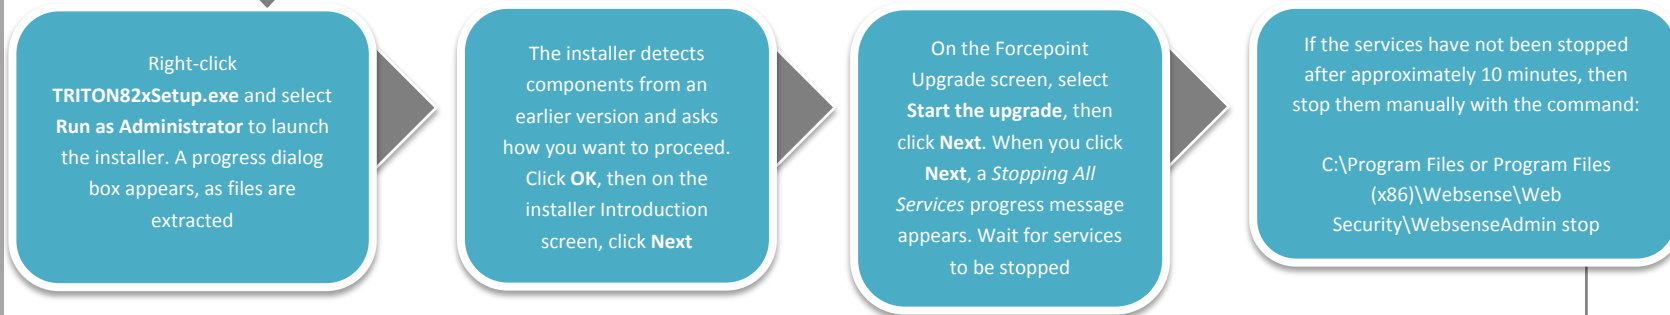 Right-click
TRITON82xSetup.exe and select
Run as Administrator to launch
the installer. A progress dialog
box appears, as files are
extracted
The installer detects
components from an
earlier version and asks
how you want to proceed.
Click OK, then on the
installer Introduction
screen, click Next
On the Forcepoint
Upgrade screen, select
Start the upgrade, then
click Next. When you click
Next, a Stopping All
Services progress message
appears. Wait for services
to be stopped
If the services have not been stopped
after approximately 10 minutes, then
stop them manually with the command:
C:\Program Files or Program Files
(x86)\Websense\Web
Security\WebsenseAdmin stop